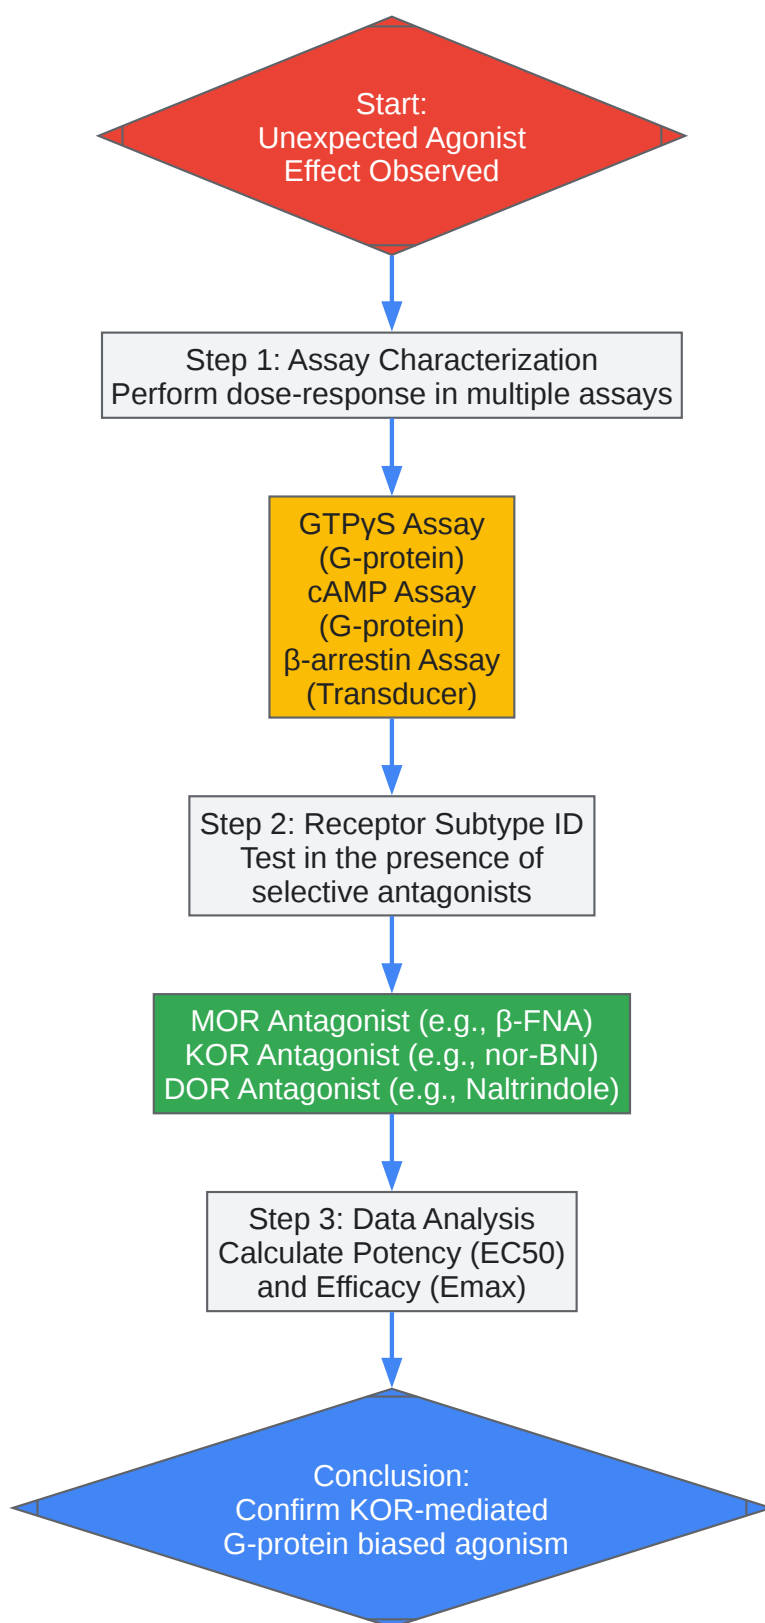 Start:
Unexpected Agonist
Effect Observed
Step 1: Assay Characterization
Perform dose-response in multiple assays
GTPγS Assay
(G-protein)
cAMP Assay
(G-protein)
β-arrestin Assay
(Transducer)
Step 2: Receptor Subtype ID
Test in the presence of
selective antagonists
MOR Antagonist (e.g., β-FNA)
KOR Antagonist (e.g., nor-BNI)
DOR Antagonist (e.g., Naltrindole)
Step 3: Data Analysis
Calculate Potency (EC50)
and Efficacy (Emax)
Conclusion:
Confirm KOR-mediated
G-protein biased agonism